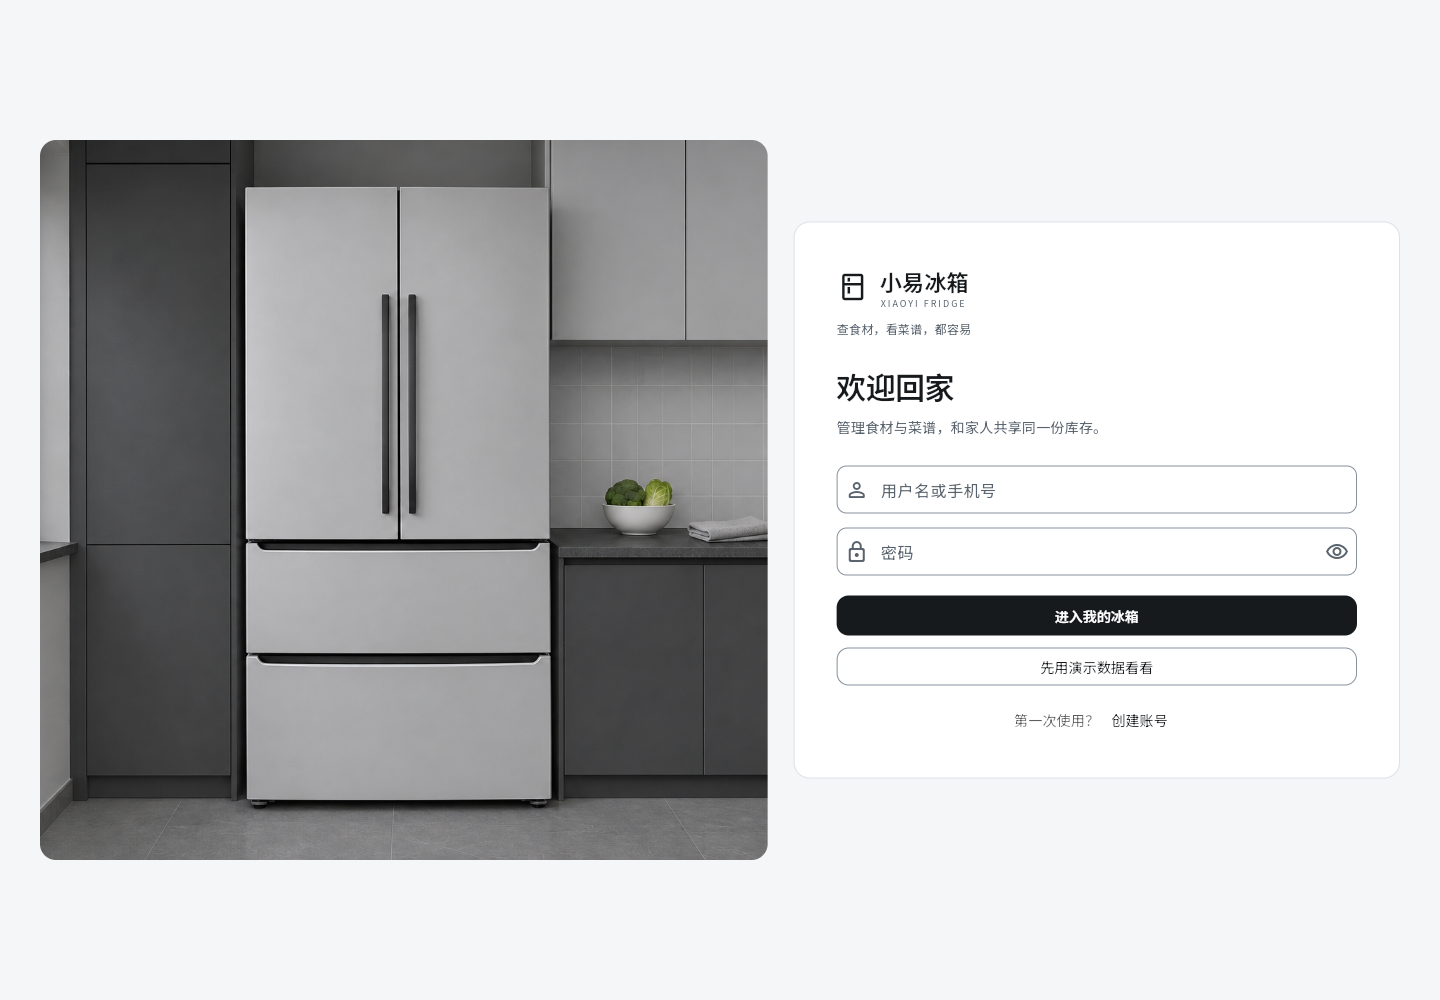 小易冰箱
XIAOYI FRIDGE
查食材，看菜谱，都容易
欢迎回家
管理食材与菜谱，和家人共享同一份库存。
用户名或手机号
密码
进入我的冰箱
先用演示数据看看
第一次使用？ 创建账号